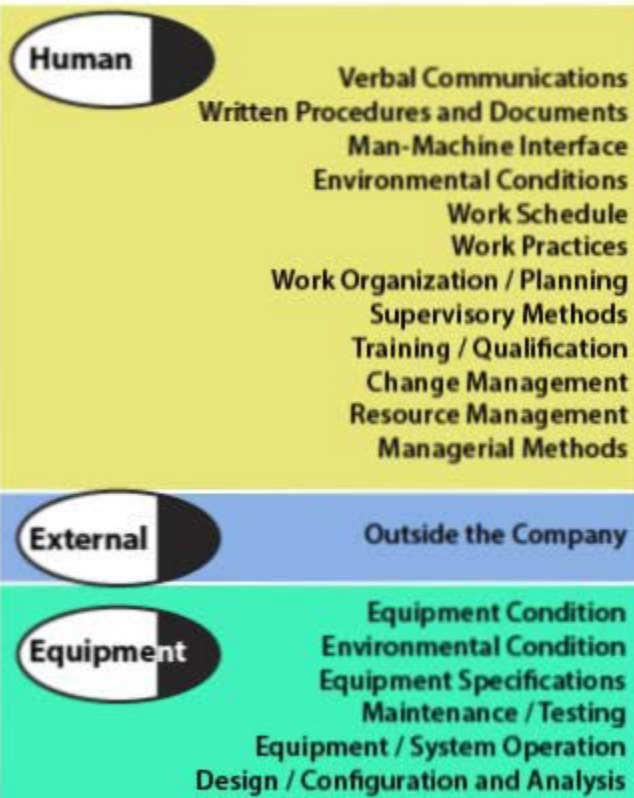 Human
Verbal Communications
Written Procedures and Documents
Man-Machine Interface
Environmental Conditions
Work Schedule
Work Practices
Work Organization / Planning
Supervisory Methods
Training / Qualification
Change Management
Resource Management
Managerial Methods
External
Outside the Company
Equipment
Equipment Condition
Environmental Condition
Equipment Specifications
Maintenance / Testing
Equipment / System Operation
Design / Configuration and Analysis